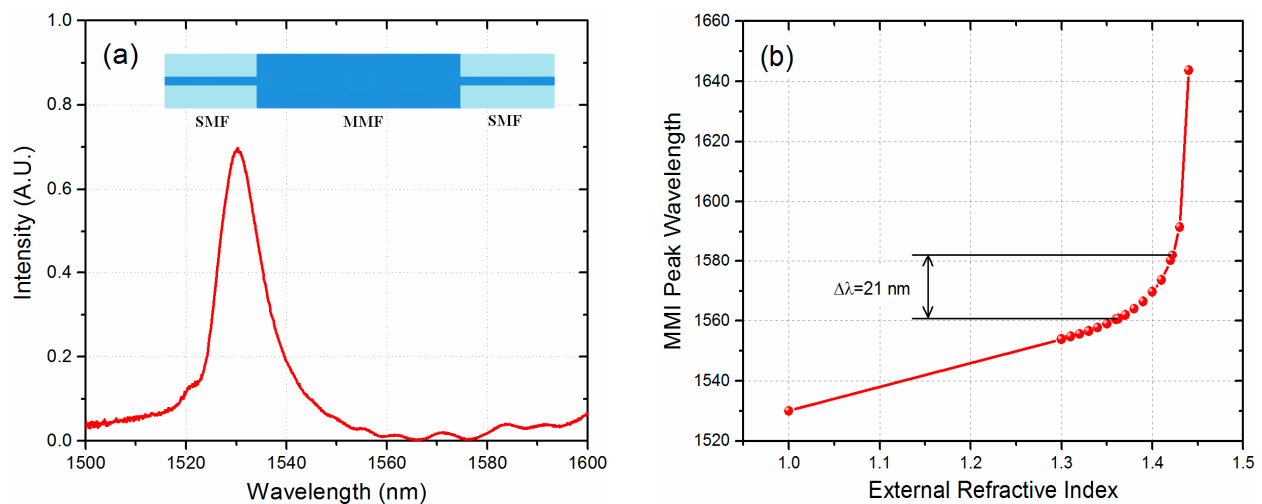 (a)
SMF
MMF
SMF
Intensity (A.U.)
1.0
0.8
0.6
0.4
0.2
0.0
1500 1520 1540 1560 1580 1600
Wavelength (nm)
(b)
MMI Peak Wavelength
1660
1640
1620
1600
1580
1560
1540
1520
Δλ=21 nm
1.0 1.1 1.2 1.3 1.4 1.5
External Refractive Index